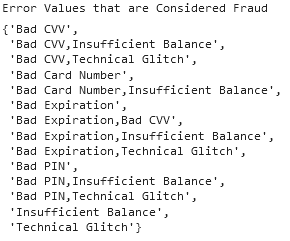 Error Values that are Considered Fraud
{'Bad CVV',
'Bad CVV,Insufficient Balance',
'Bad CVV,Technical Glitch',
'Bad Card Number',
'Bad Card Number,Insufficient Balance',
'Bad Expiration',
'Bad Expiration,Bad CVV',
'Bad Expiration,Insufficient Balance',
'Bad Expiration,Technical Glitch',
'Bad PIN',
'Bad PIN,Insufficient Balance',
'Bad PIN,Technical Glitch',
'Insufficient Balance',
'Technical Glitch'}